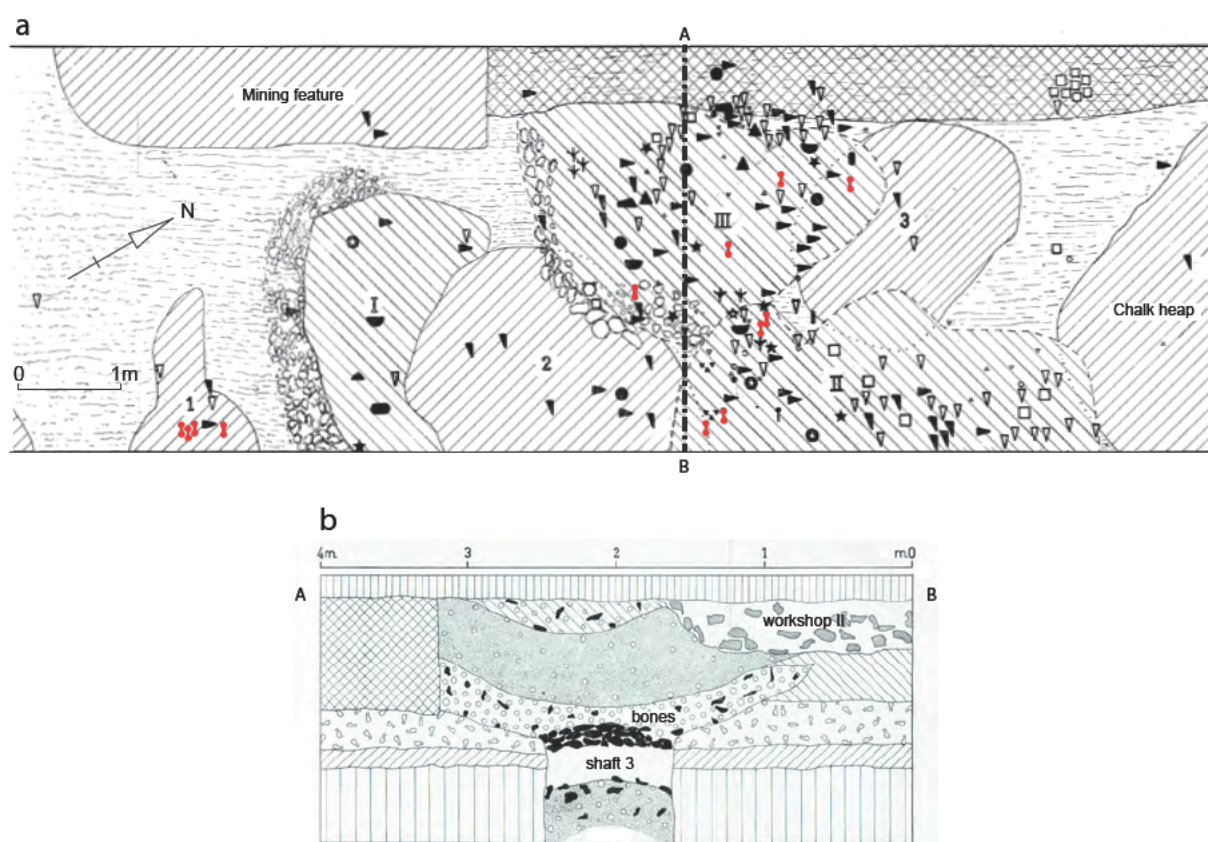 a
A
Mining feature
N
III
3
I
2
Chalk heap
0 1m
1
II
B
b
4m. 3 2 1 m.0
A
B
workshop II
bones
shaft 3